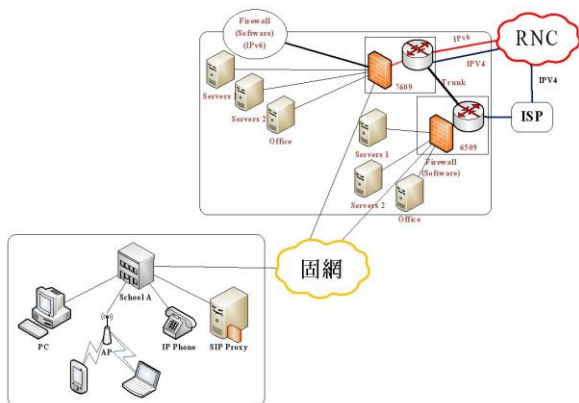 Firewall
(Software)
(IPv6)
IPv6
RNC
IPV4
Trunk
IPV4
7609
Servers 1
Servers 2
Office
ISP
Servers 1
6509
Firewall
(Software)
Servers 2
Office
固網
School A
PC
AP
IP Phone
SIP Proxy